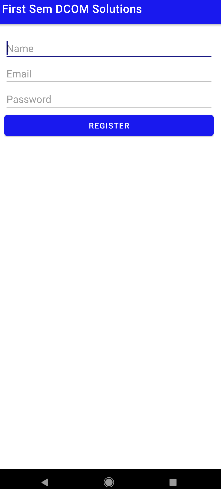 First Sem DCOM Solutions
Name
Email
Password
REGISTER